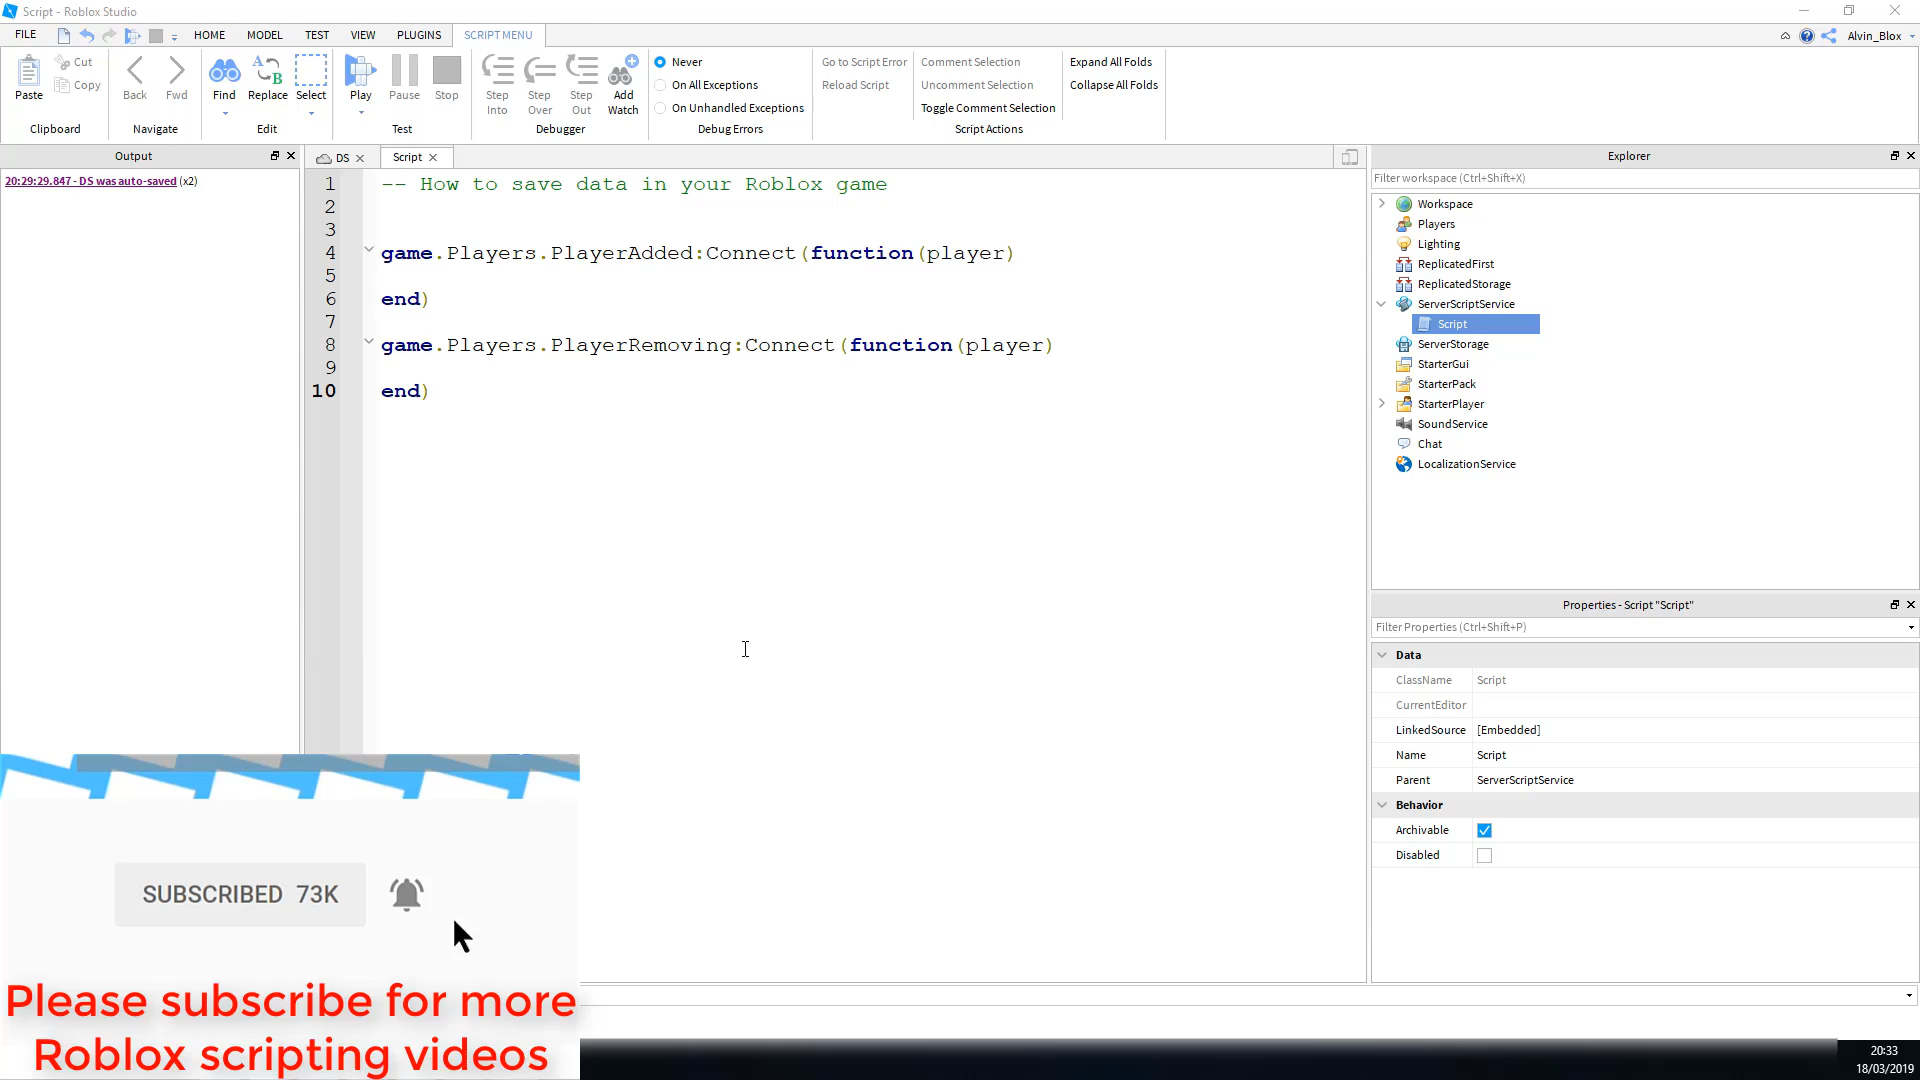 Script - Roblox Studio
FILE HOME MODEL TEST VIEW PLUGINS SCRIPT MENU Alvin_Blox
Paste Cut Copy Back Fwd Find Replace Select Play Pause Stop Step Into Step Over Step Out Add Watch
Never
On All Exceptions
On Unhandled Exceptions
Go to Script Error
Reload Script
Comment Selection
Uncomment Selection
Toggle Comment Selection
Expand All Folds
Collapse All Folds
Clipboard Navigate Edit Test Debugger Debug Errors Script Actions
Output
20:29:29.847 - DS was auto-saved (x2)
DS Script
1 -- How to save data in your Roblox game
2
3
4 game.Players.PlayerAdded:Connect(function(player)
5
6 end)
7
8 game.Players.PlayerRemoving:Connect(function(player)
9
10 end)
Explorer
Filter workspace (Ctrl+Shift+X)
Workspace
Players
Lighting
ReplicatedFirst
ReplicatedStorage
ServerScriptService
Script
ServerStorage
StarterGui
StarterPack
StarterPlayer
SoundService
Chat
LocalizationService
Properties - Script "Script"
Filter Properties (Ctrl+Shift+P)
Data
ClassName Script
CurrentEditor
LinkedSource [Embedded]
Name Script
Parent ServerScriptService
Behavior
Archivable
Disabled
SUBSCRIBED 73K
Please subscribe for more
Roblox scripting videos
20:33
18/03/2019